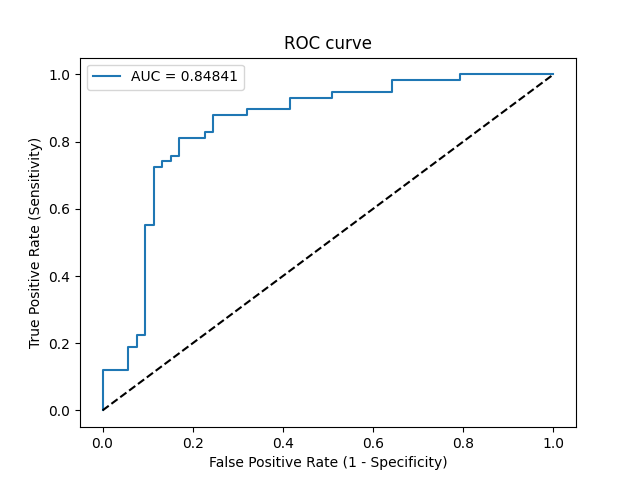 ROC curve
AUC = 0.84841
True Positive Rate (Sensitivity)
1.0
0.8
0.6
0.4
0.2
0.0
0.0 0.2 0.4 0.6 0.8 1.0
False Positive Rate (1 - Specificity)